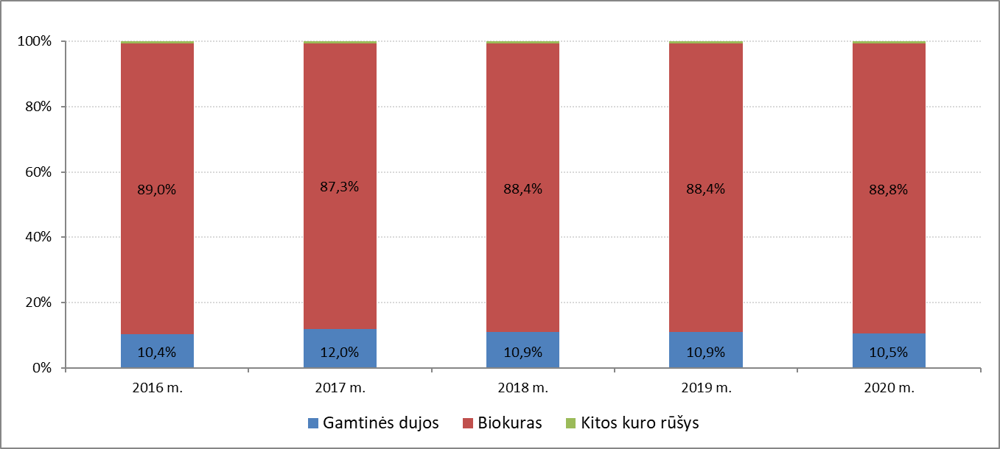 100%
80%
60%
40%
20%
0%
89,0%
87,3%
88,4%
88,4%
88,8%
10,4%
12,0%
10,9%
10,9%
10,5%
2016 m.
2017 m.
2018 m.
2019 m.
2020 m.
Gamtinės dujos
Biokuras
Kitos kuro rūšys